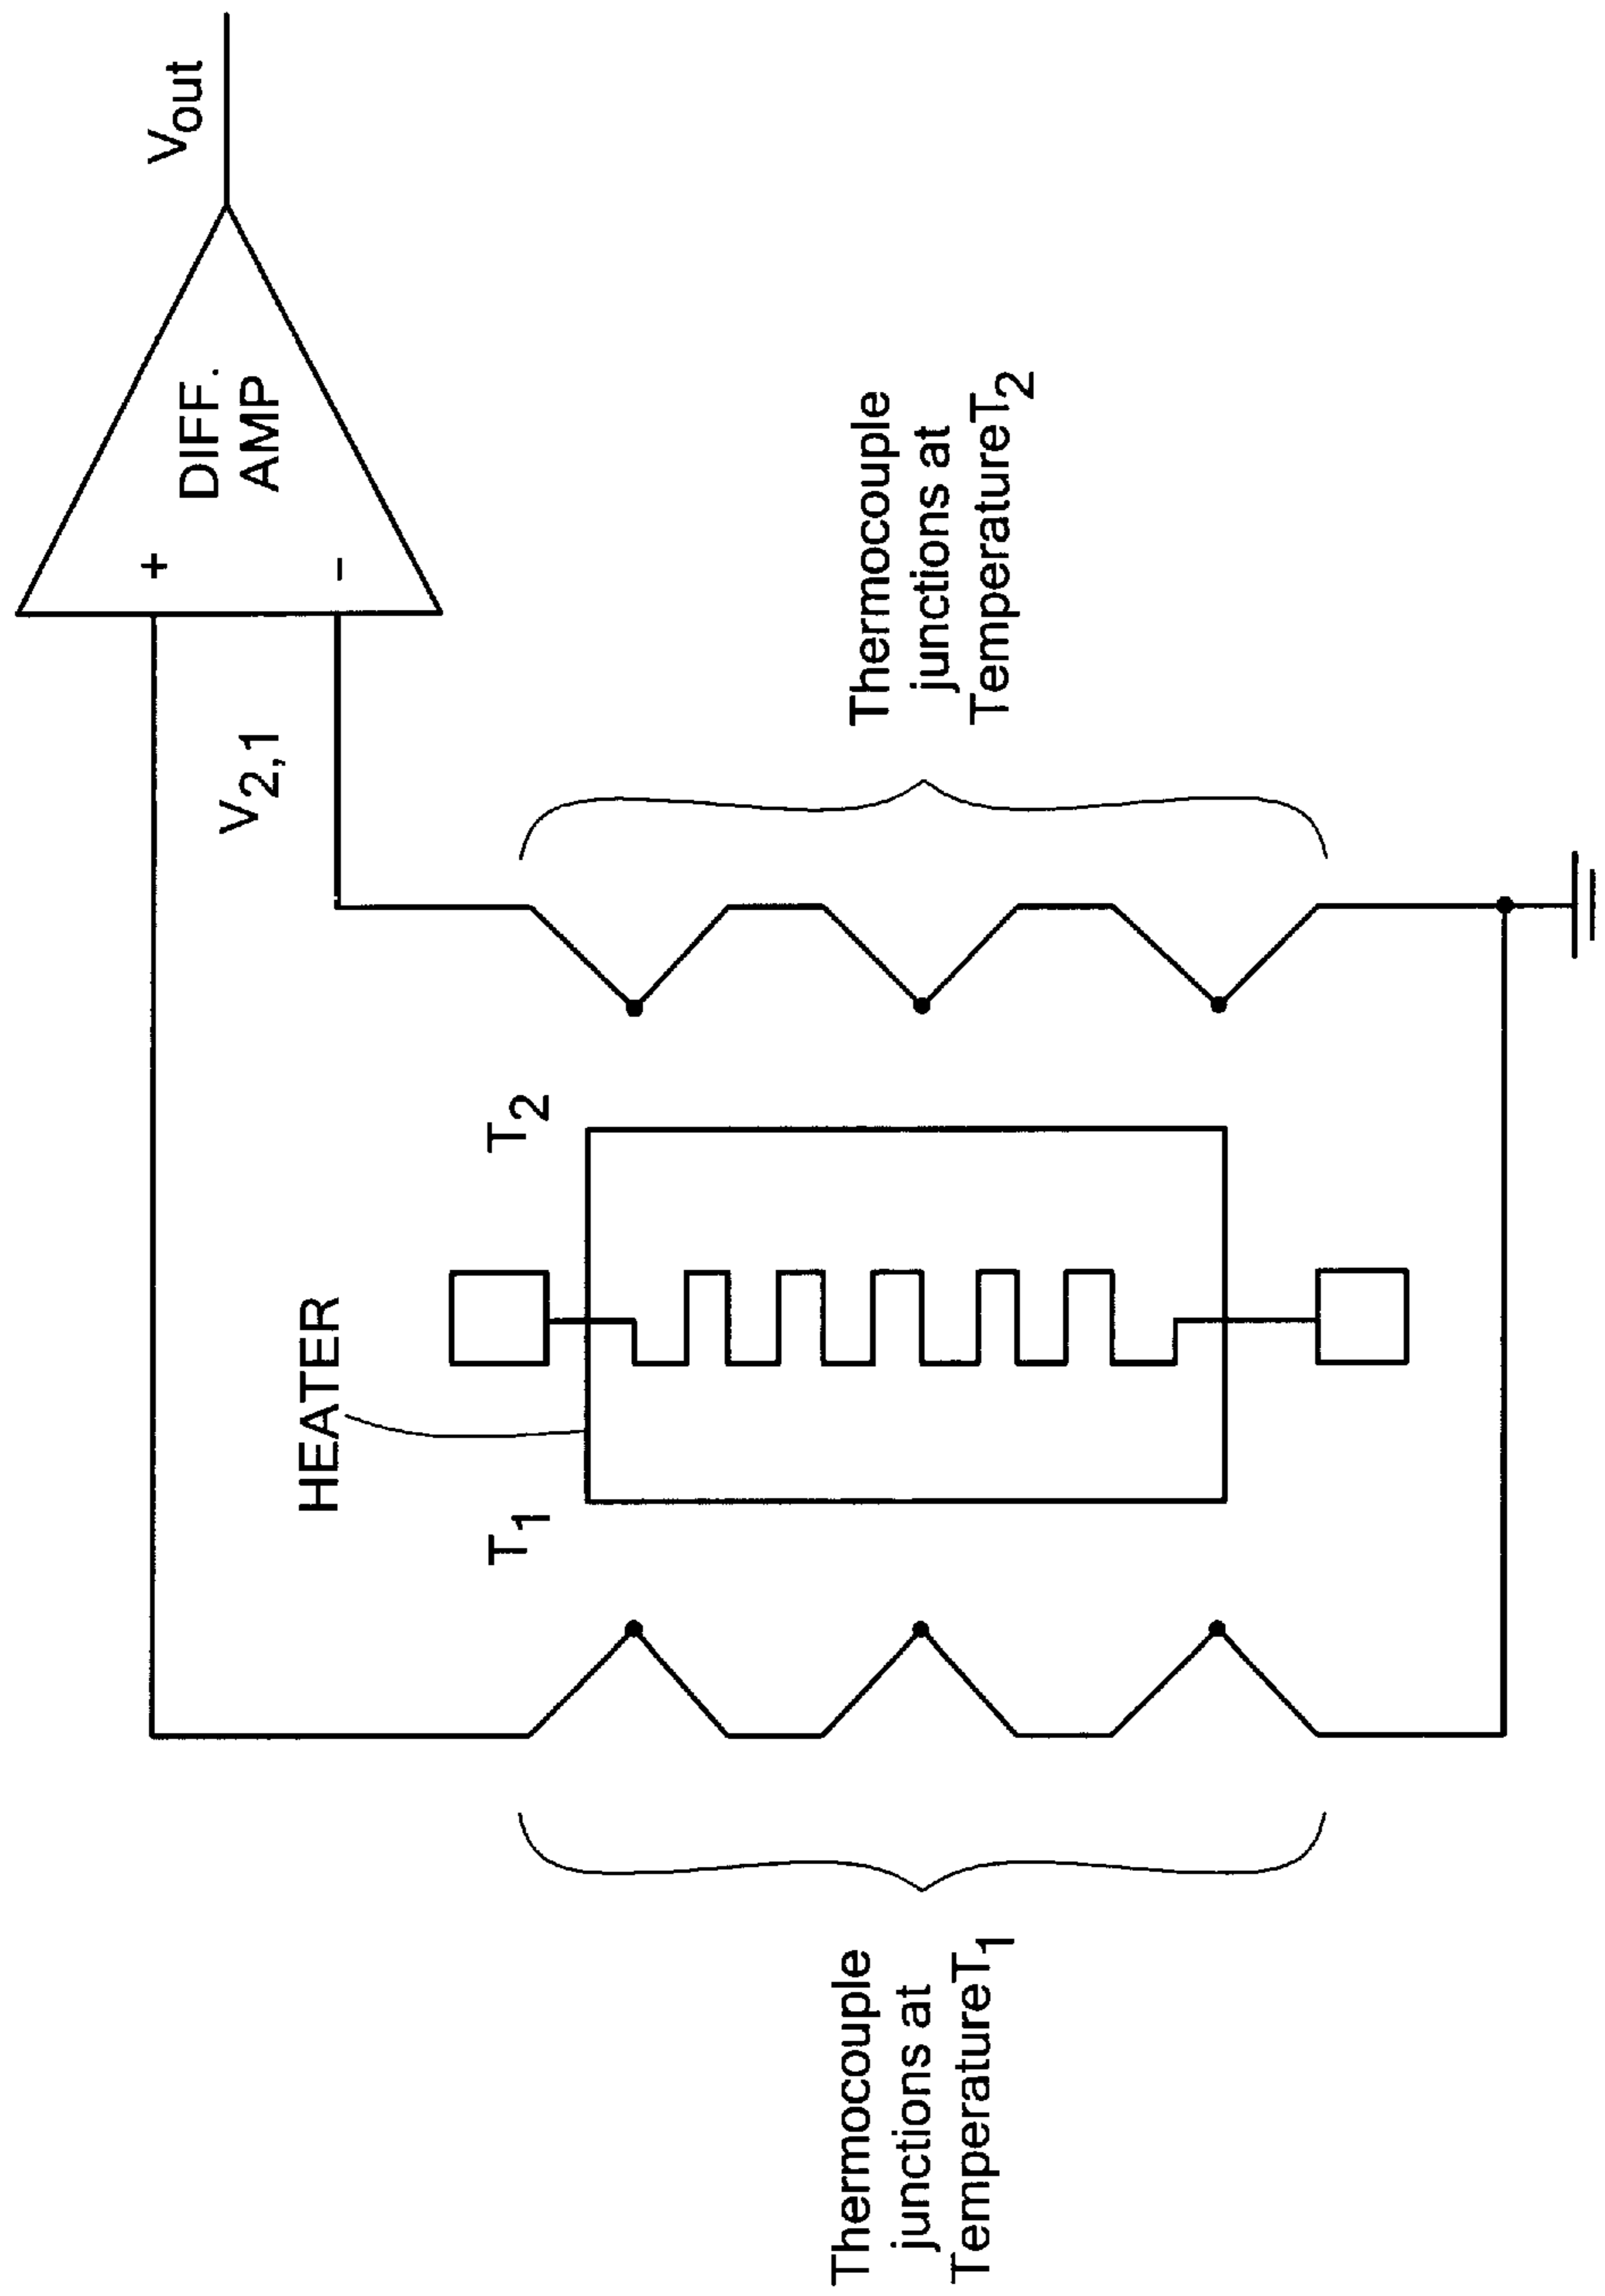 Vout
DIFF.
AMP
+
-
V2,1
Thermocouple
junctions at
TemperatureT2
T2
HEATER
T1
Thermocouple
junctions at
TemperatureT1